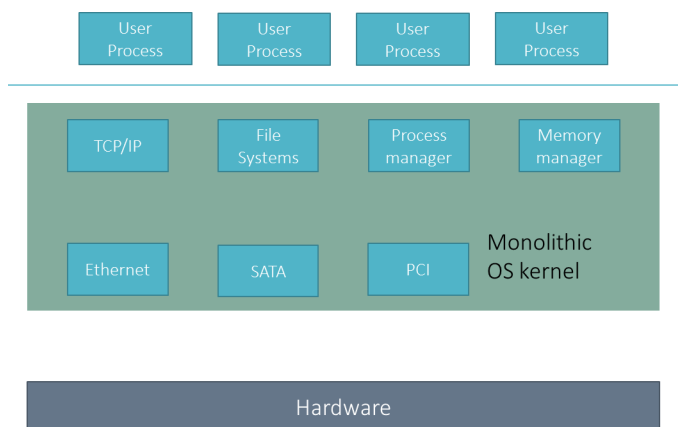 User
Process
User
Process
User
Process
User
Process
TCP/IP
File
Systems
Process
manager
Memory
manager
Ethernet
SATA
PCI
Monolithic
OS kernel
Hardware